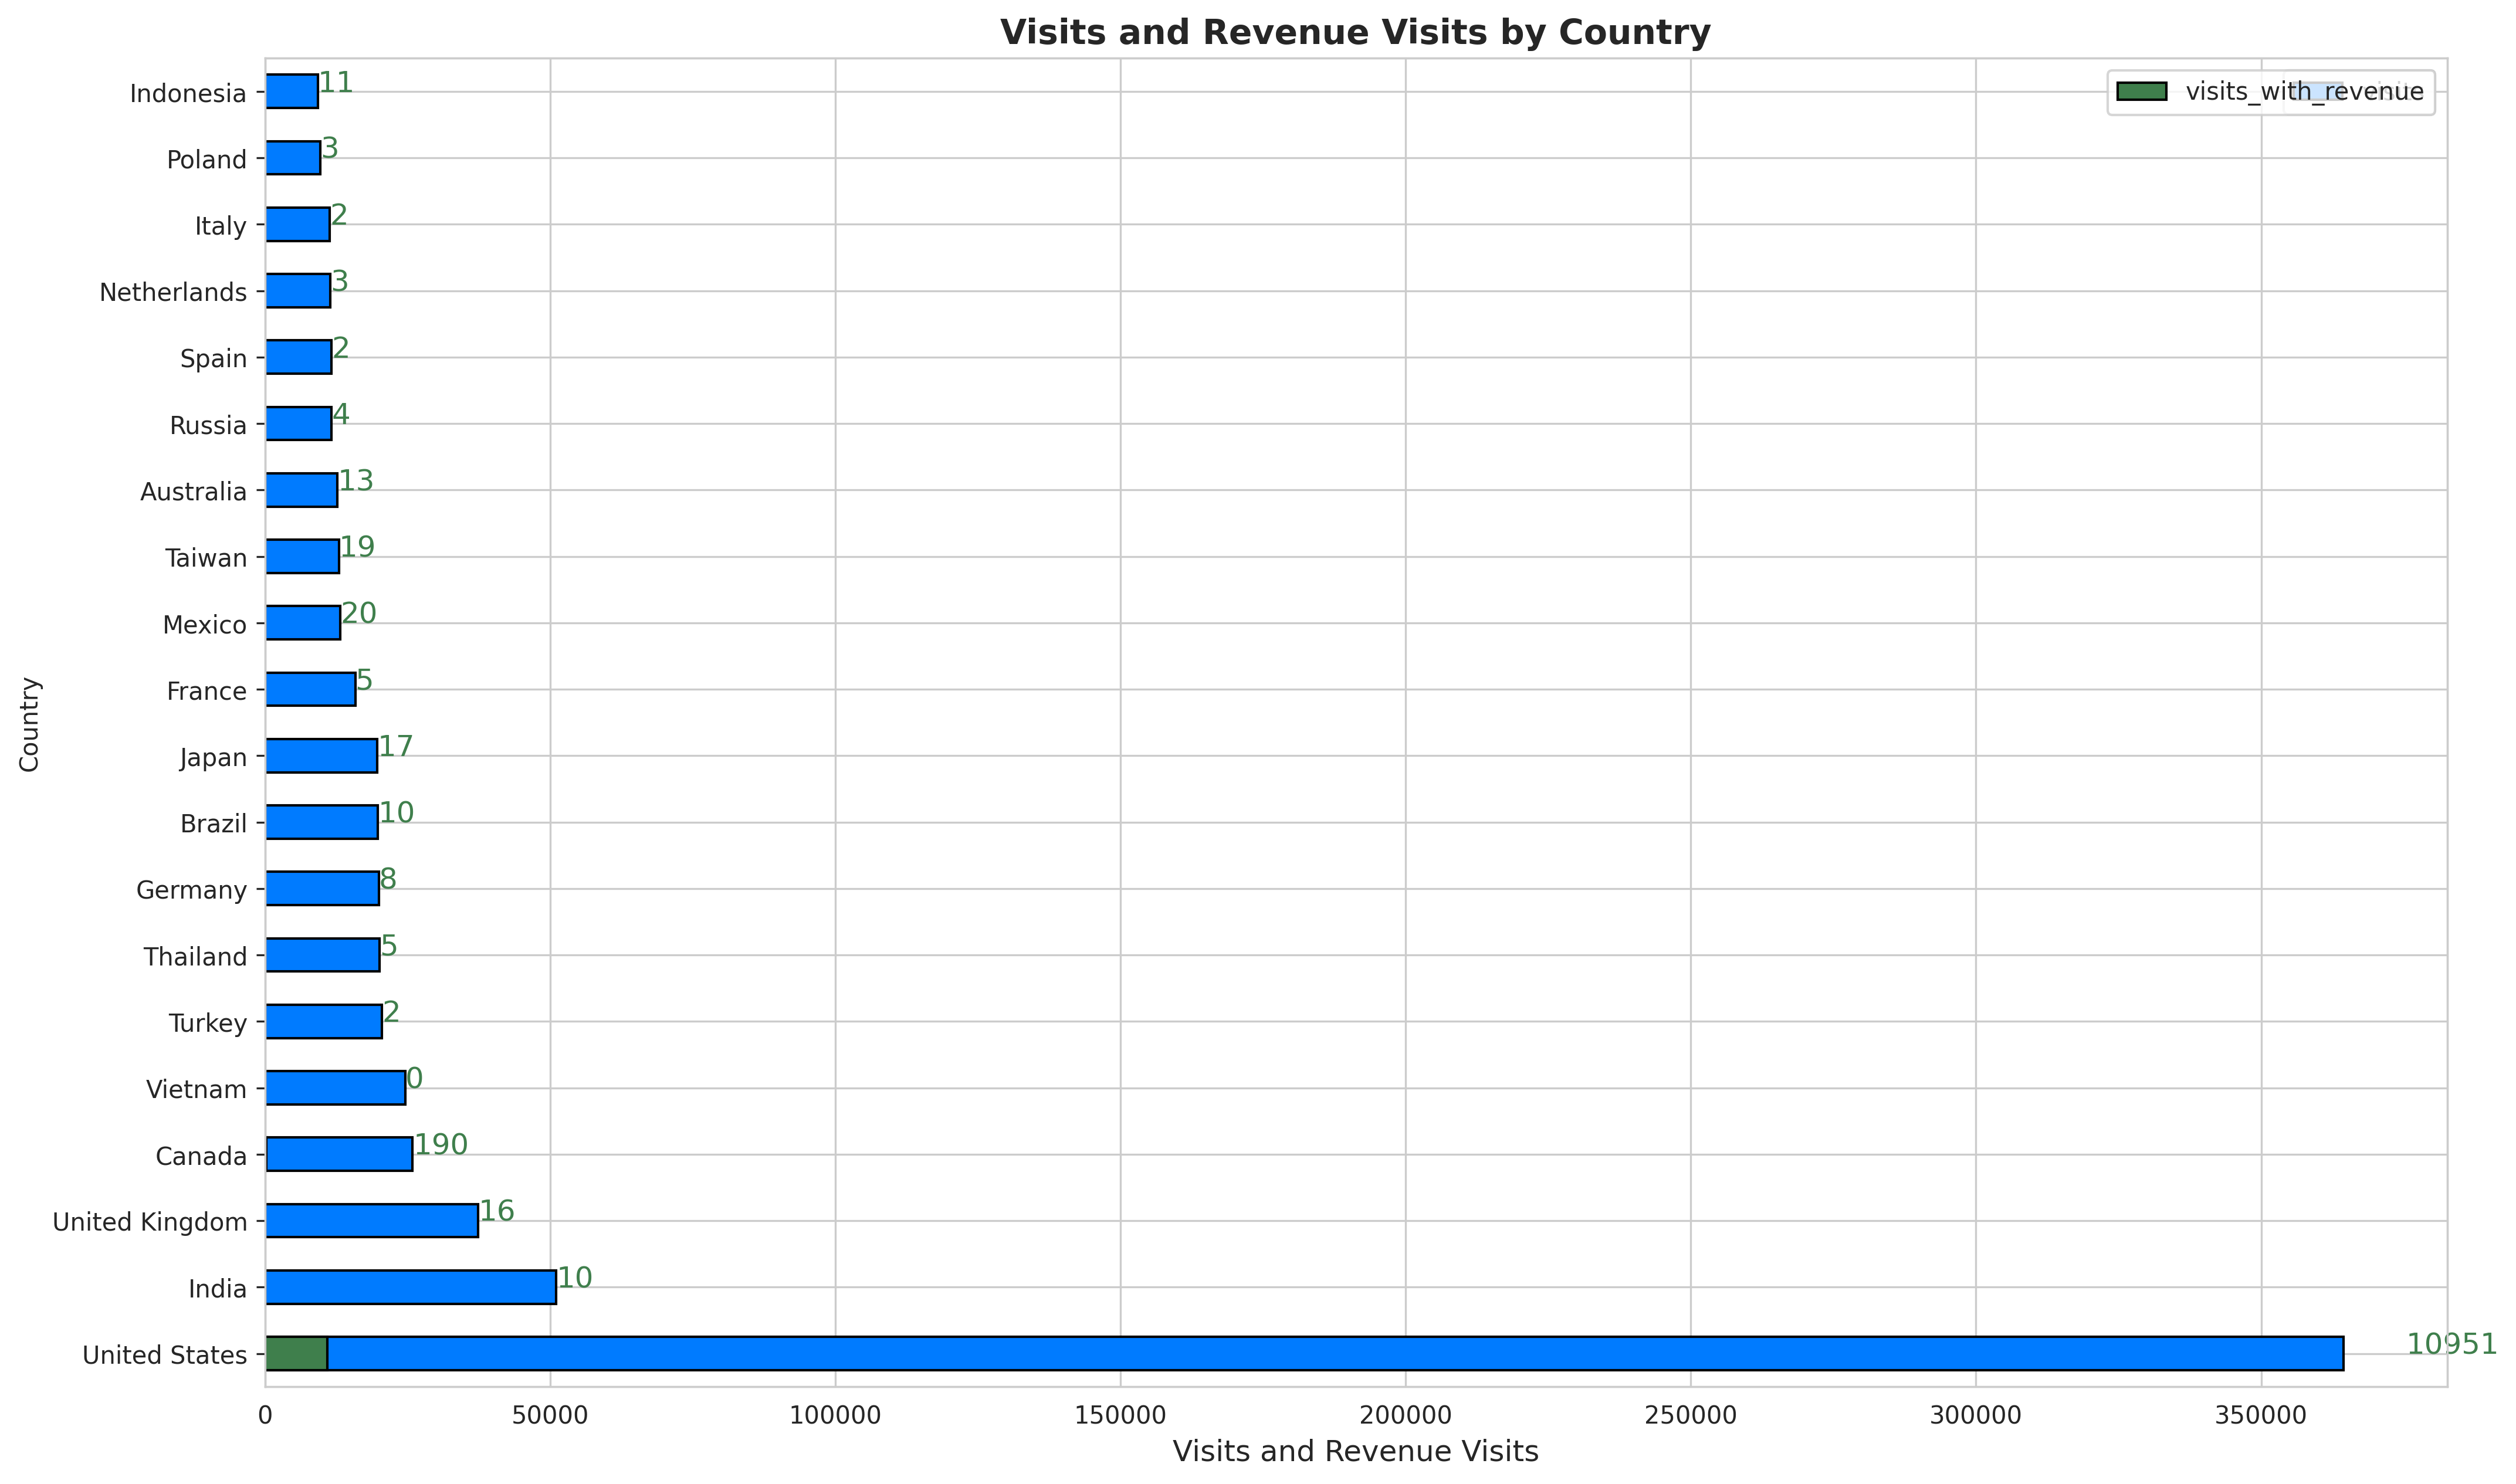 Visits and Revenue Visits by Country
visits_with_revenue
Indonesia 11
Poland 3
Italy 2
Netherlands 3
Spain 2
Russia 4
Australia 13
Taiwan 19
Mexico 20
France 5
Japan 17
Brazil 10
Germany 8
Thailand 5
Turkey 2
Vietnam 0
Canada 190
United Kingdom 16
India 10
United States 10951
Country
0 50000 100000 150000 200000 250000 300000 350000
Visits and Revenue Visits